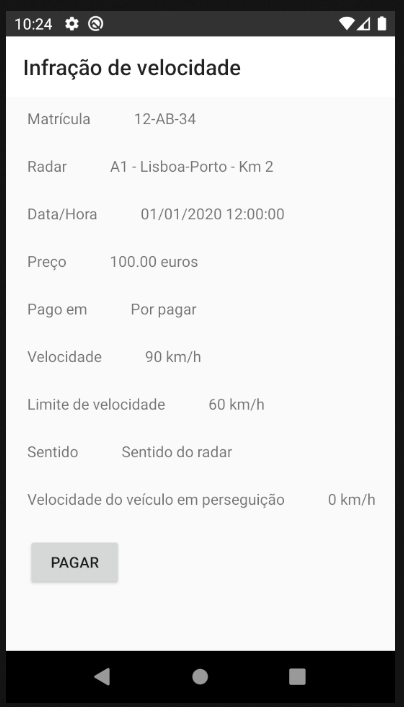 10:24
Infração de velocidade
Matrícula 12-AB-34
Radar A1 - Lisboa-Porto - Km 2
Data/Hora 01/01/2020 12:00:00
Preço 100.00 euros
Pago em Por pagar
Velocidade 90 km/h
Limite de velocidade 60 km/h
Sentido Sentido do radar
Velocidade do veículo em perseguição 0 km/h
PAGAR